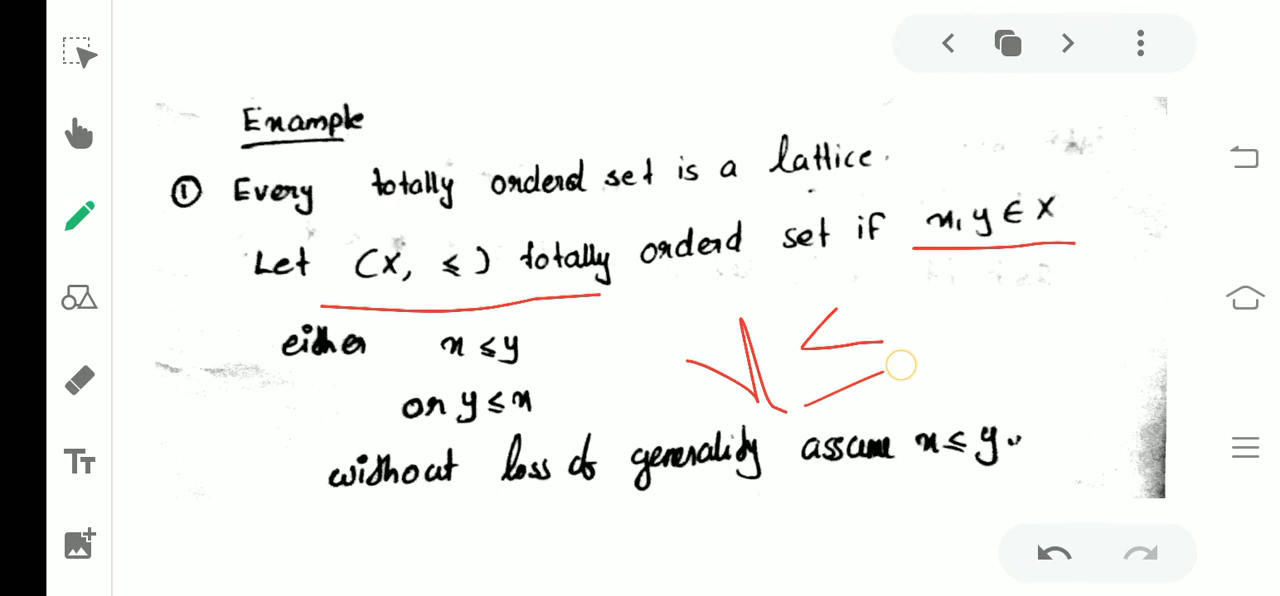 Example
① Every totally orderd set is a lattice.
Let (X, ≤) totally orderd set if x, y ∈ X
either x ≤ y
or y ≤ x
without loss of generality assume x ≤ y.
Tт